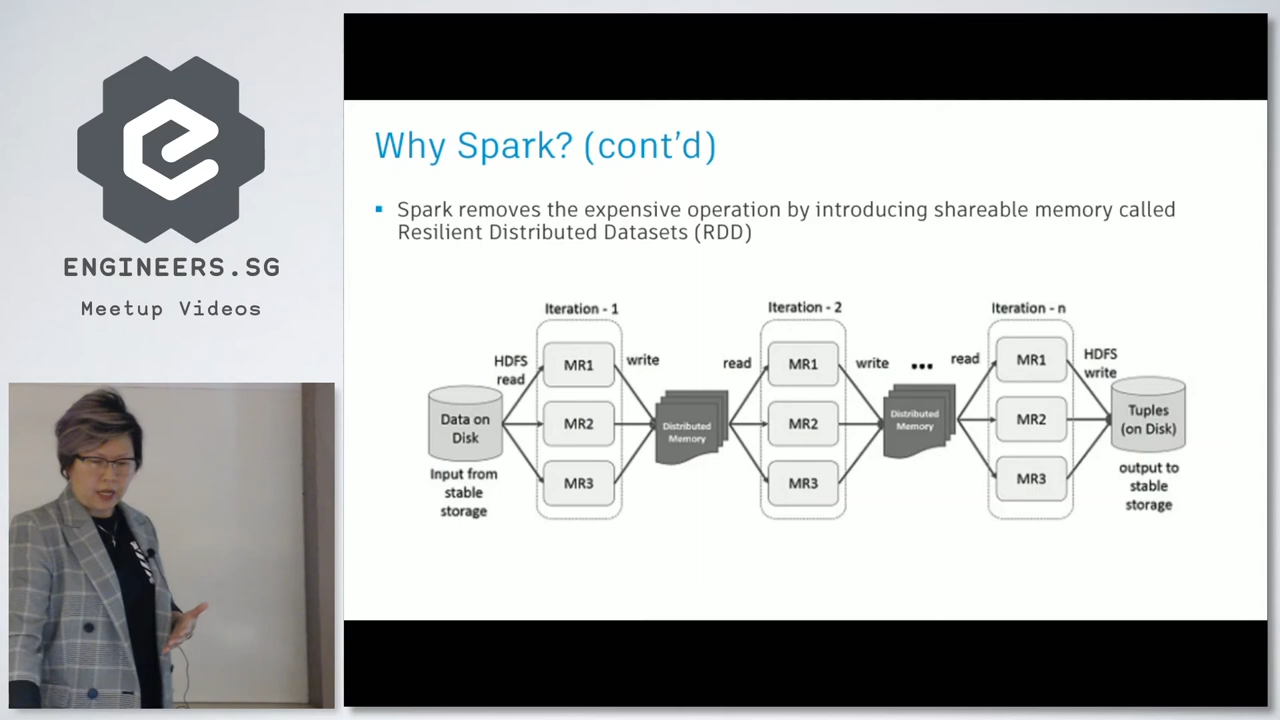 ENGINEERS.SG
Meetup Videos
Why Spark? (cont'd)
▪ Spark removes the expensive operation by introducing shareable memory called
Resilient Distributed Datasets (RDD)
Iteration - 1
Iteration - 2
Iteration - n
HDFS
read
write
read
write
...
read
HDFS
write
MR1
MR2
MR3
MR1
MR2
MR3
MR1
MR2
MR3
Data on
Disk
Distributed
Memory
Distributed
Memory
Tuples
(on Disk)
Input from
stable
storage
output to
stable
storage